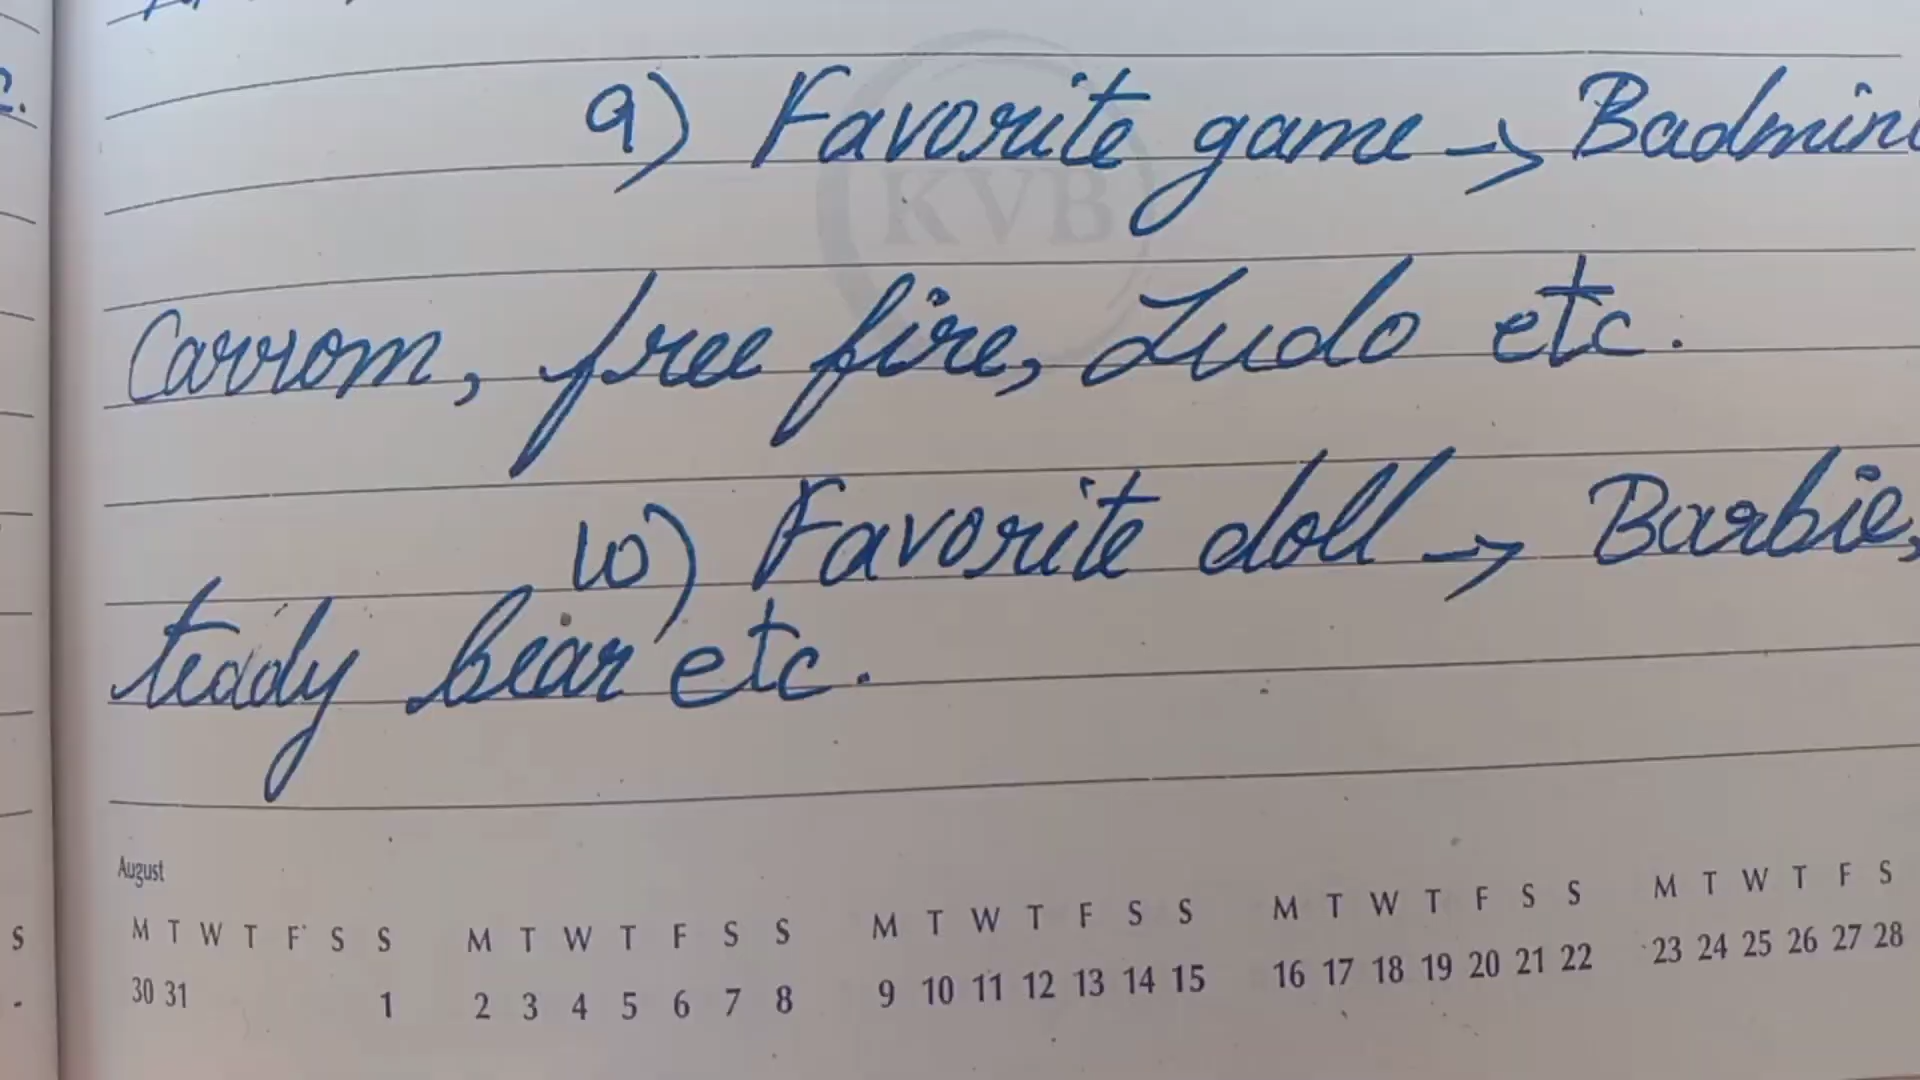 9) Favorite game → Badmin
KVB
Carrom, free fire, Ludo etc.
10) Favorite doll → Barbie,
teddy bear etc.
August
M T W T F S S M T W T F S S M T W T F S S M T W T F S S M T W T F S
30 31 1 2 3 4 5 6 7 8 9 10 11 12 13 14 15 16 17 18 19 20 21 22 23 24 25 26 27 28
S